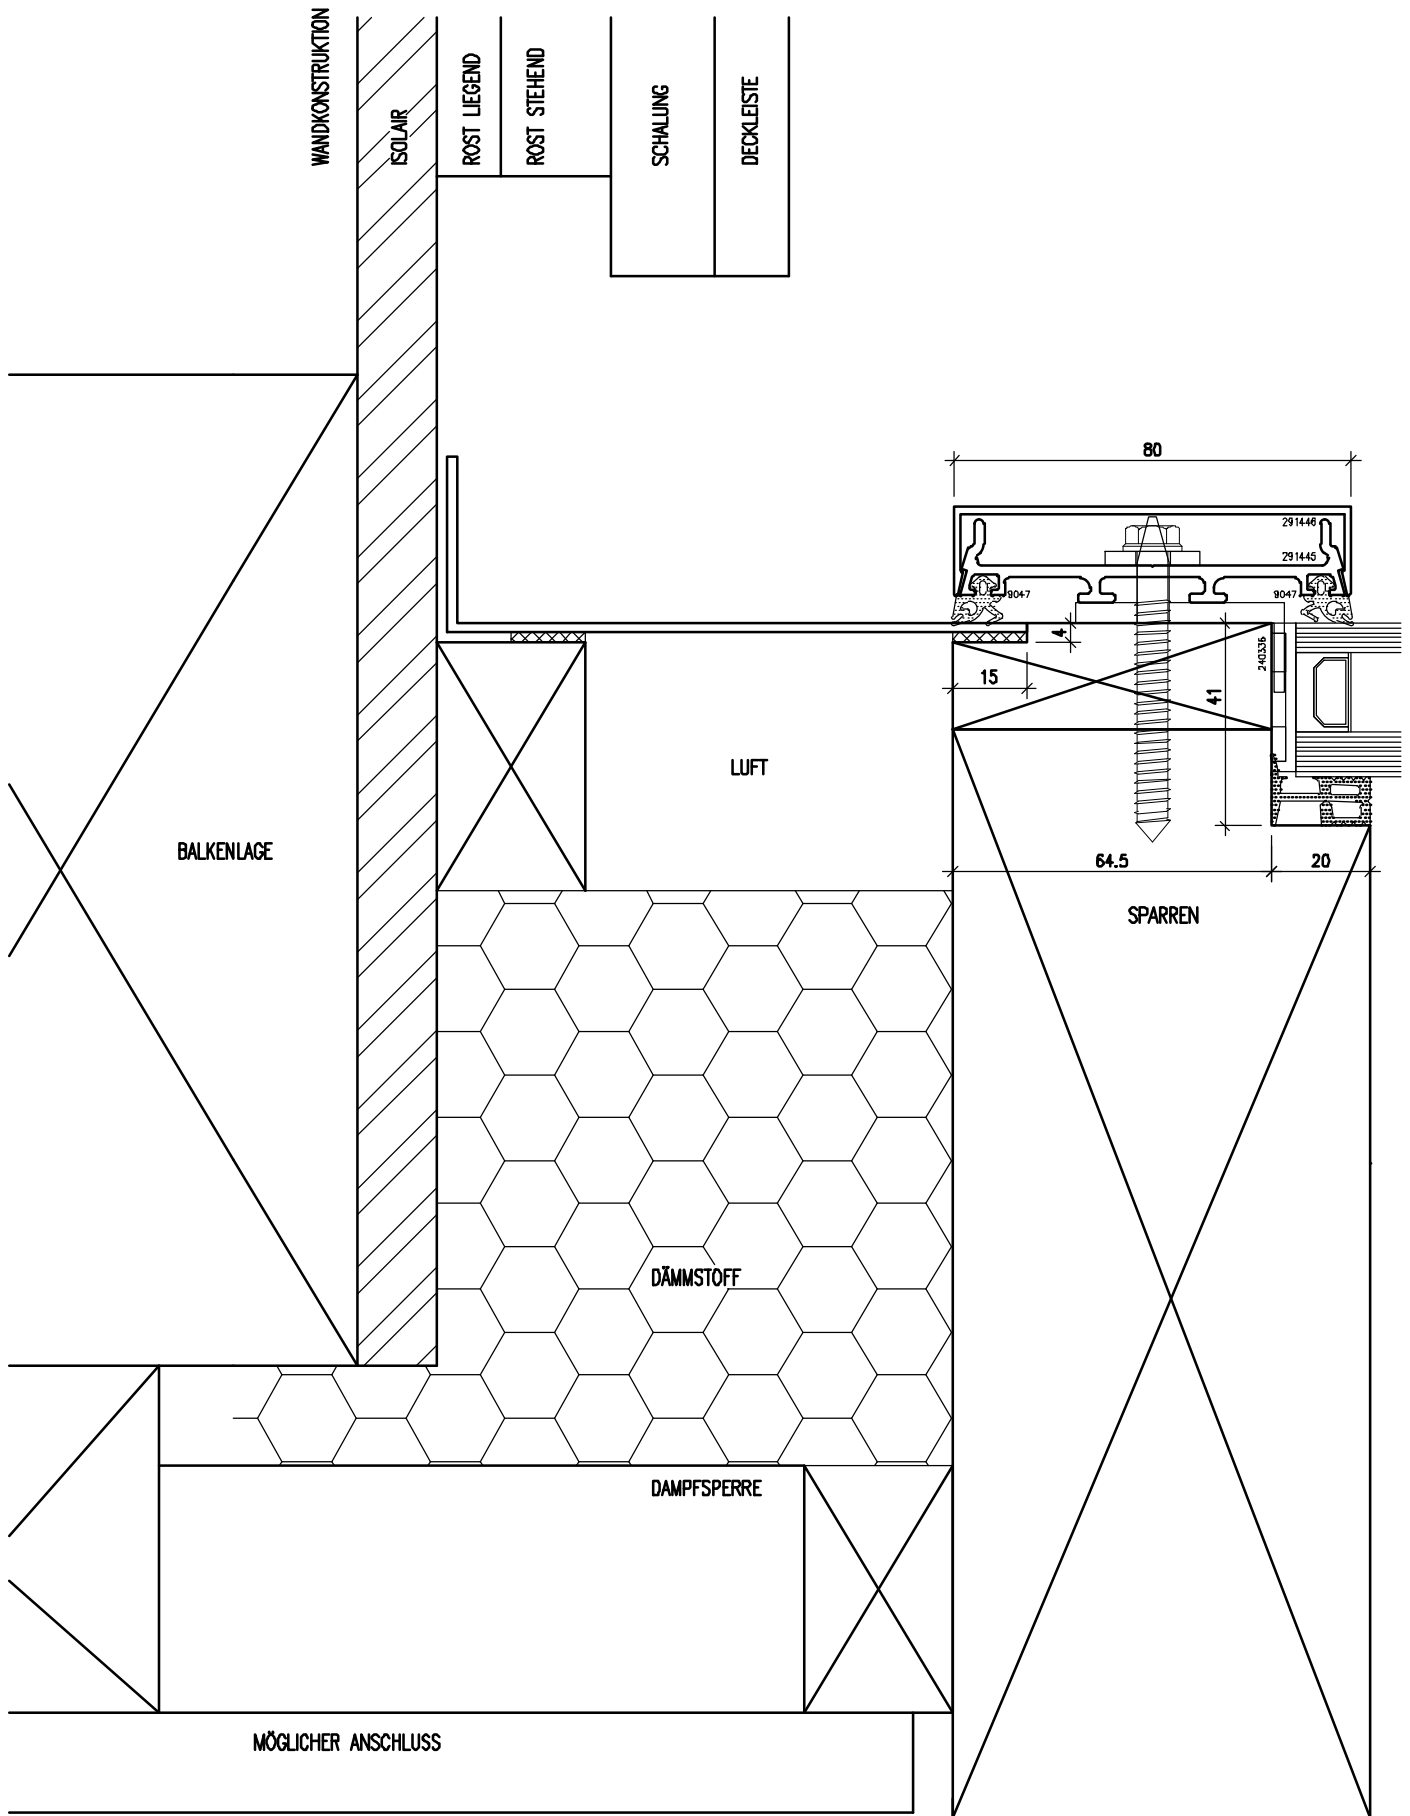 WANDKONSTRUKTION
ISOLAIR
ROST LIEGEND
ROST STEHEND
SCHALUNG
DECKLEISTE
80
291446
291445
9047
9047
4
240336
15
41
LUFT
BALKENLAGE
64.5
20
SPARREN
DÄMMSTOFF
DAMPFSPERRE
MÖGLICHER ANSCHLUSS